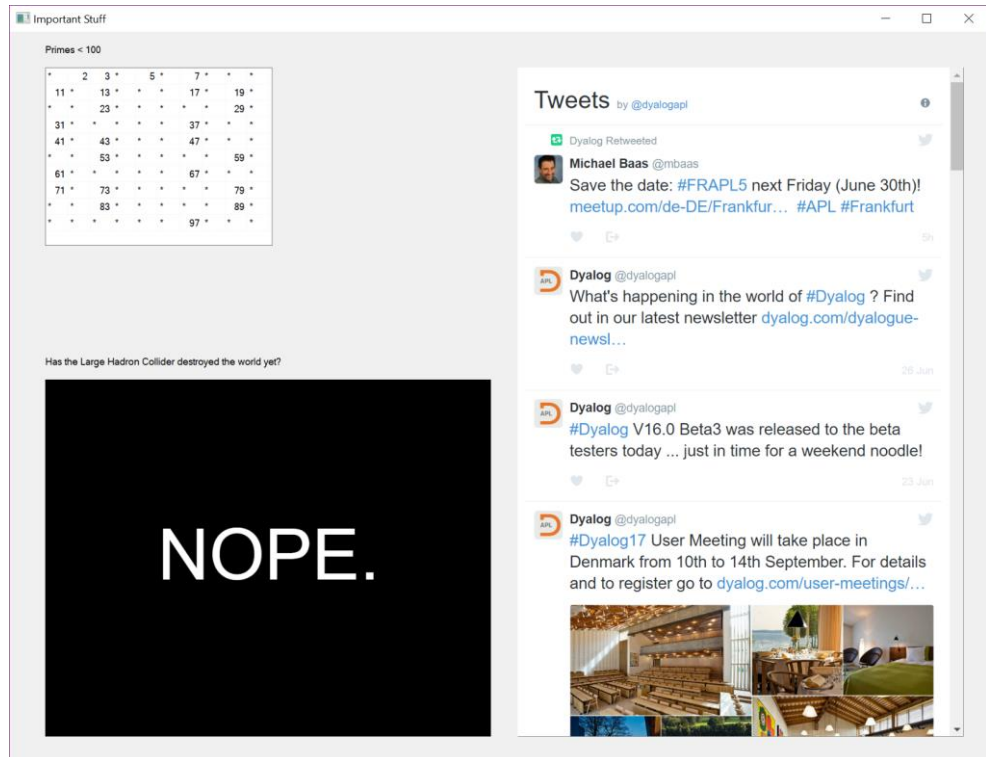 Important Stuff
Primes < 100
* 2 3 * 5 * 7 * * *
11 * 13 * * * 17 * 19 *
* * 23 * * * * * 29 *
31 * * * * * 37 * * *
41 * 43 * * * 47 * * *
* * 53 * * * * * 59 *
61 * * * * * 67 * * *
71 * 73 * * * * * 79 *
* * 83 * * * * * 89 *
* * * * * * 97 * * *
Has the Large Hadron Collider destroyed the world yet?
NOPE.
Tweets by @dyalogapl
Dyalog Retweeted
Michael Baas @mbaas
Save the date: #FRAPL5 next Friday (June 30th)!
meetup.com/de-DE/Frankfur… #APL #Frankfurt
5h
APL
Dyalog @dyalogapl
What's happening in the world of #Dyalog ? Find
out in our latest newsletter dyalog.com/dyalogue-
newsl…
26 Jun
APL
Dyalog @dyalogapl
#Dyalog V16.0 Beta3 was released to the beta
testers today ... just in time for a weekend noodle!
23 Jun
APL
Dyalog @dyalogapl
#Dyalog17 User Meeting will take place in
Denmark from 10th to 14th September. For details
and to register go to dyalog.com/user-meetings/…